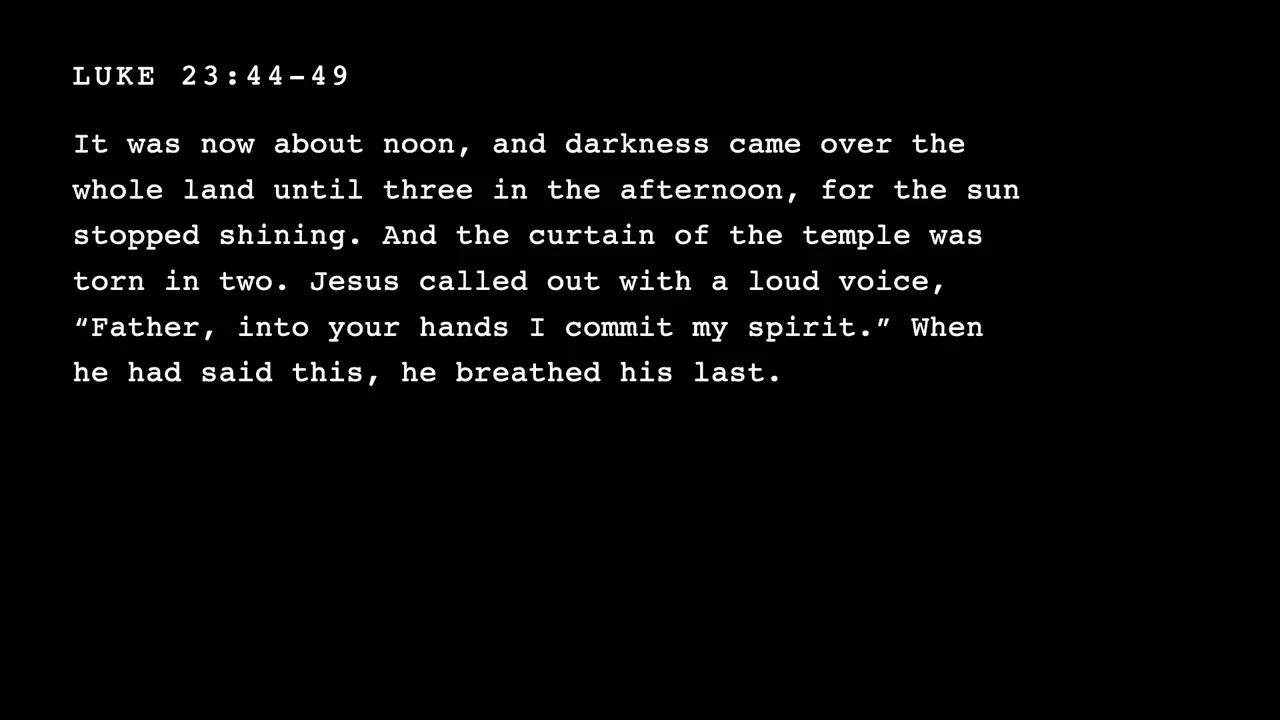 LUKE 23:44-49
It was now about noon, and darkness came over the
whole land until three in the afternoon, for the sun
stopped shining. And the curtain of the temple was
torn in two. Jesus called out with a loud voice,
“Father, into your hands I commit my spirit.” When
he had said this, he breathed his last.